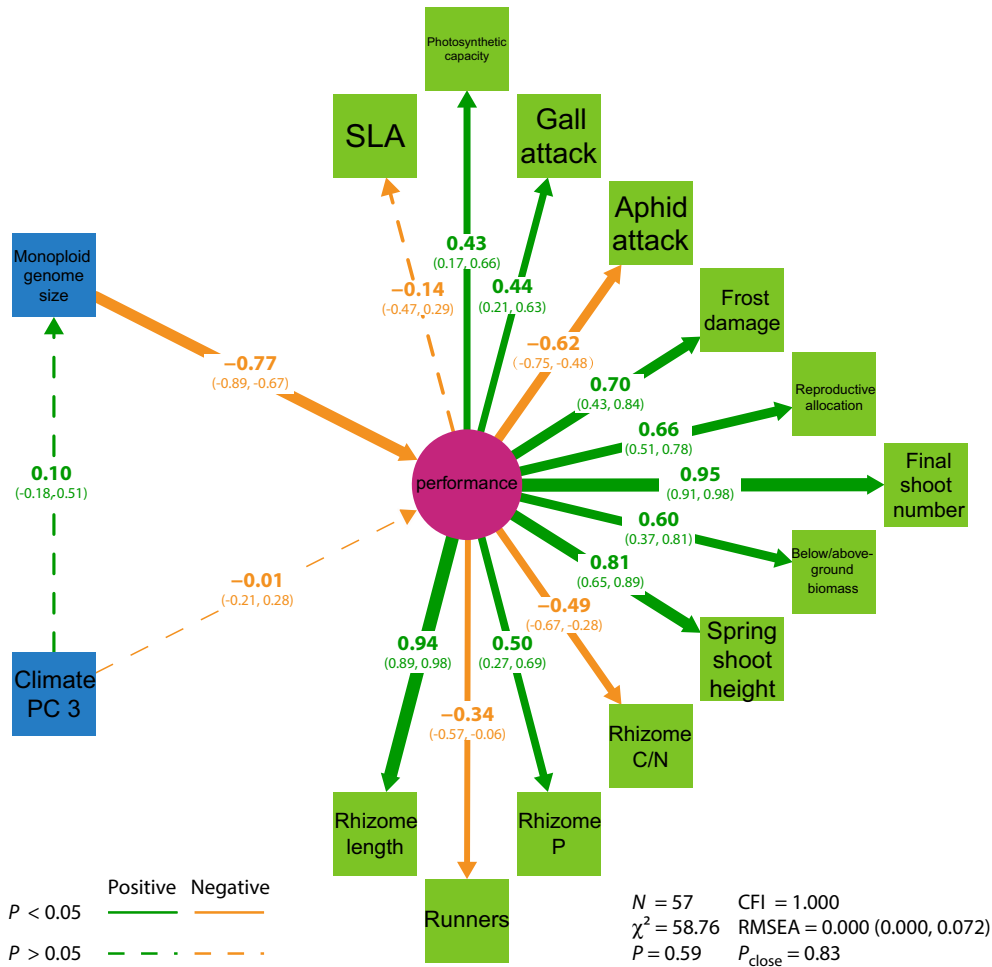 Photosynthetic
capacity
SLA
Gall
attack
Aphid
attack
Monoploid
genome
size
Frost
damage
0.43
(0.17, 0.66)
−0.14
(-0.47, 0.29)
0.44
(0.21, 0.63)
−0.62
(-0.75, -0.48)
−0.77
(-0.89, -0.67)
0.70
(0.43, 0.84)
Reproductive
allocation
0.66
(0.51, 0.78)
performance
0.95
(0.91, 0.98)
Final
shoot
number
0.10
(-0.18, 0.51)
0.60
(0.37, 0.81)
Below/above-
ground
biomass
0.81
(0.65, 0.89)
−0.01
(-0.21, 0.28)
−0.49
(-0.67, -0.28)
Spring
shoot
height
0.94
(0.89, 0.98)
0.50
(0.27, 0.69)
Climate
PC 3
−0.34
(-0.57, -0.06)
Rhizome
C/N
Rhizome
length
Rhizome
P
Runners
Positive Negative
P < 0.05
P > 0.05
N = 57 CFI = 1.000
χ² = 58.76 RMSEA = 0.000 (0.000, 0.072)
P = 0.59 Pclose = 0.83